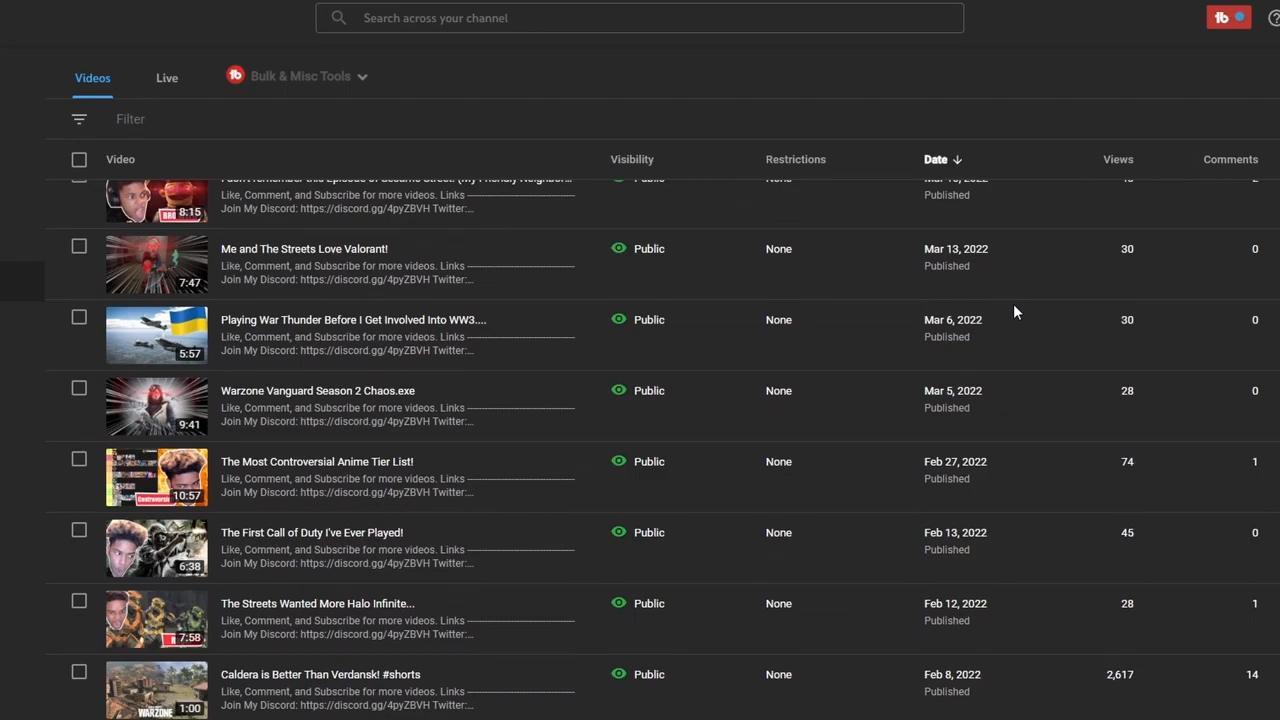 Search across your channel
Videos Live Bulk & Misc Tools
Filter
Video Visibility Restrictions Date Views Comments
8:15
Like, Comment, and Subscribe for more videos. Links
Published
Join My Discord: https://discord.gg/4pyZBVH Twitter:...
Me and The Streets Love Valorant! Public None Mar 13, 2022 30 0
Like, Comment, and Subscribe for more videos. Links
Published
Join My Discord: https://discord.gg/4pyZBVH Twitter:...
7:47
Playing War Thunder Before I Get Involved Into WW3.... Public None Mar 6, 2022 30 0
Like, Comment, and Subscribe for more videos. Links
Published
Join My Discord: https://discord.gg/4pyZBVH Twitter:...
5:57
Warzone Vanguard Season 2 Chaos.exe Public None Mar 5, 2022 28 0
Like, Comment, and Subscribe for more videos. Links
Published
Join My Discord: https://discord.gg/4pyZBVH Twitter:...
9:41
The Most Controversial Anime Tier List! Public None Feb 27, 2022 74 1
Like, Comment, and Subscribe for more videos. Links
Published
Join My Discord: https://discord.gg/4pyZBVH Twitter:...
10:57
The First Call of Duty I've Ever Played! Public None Feb 13, 2022 45 0
Like, Comment, and Subscribe for more videos. Links
Published
Join My Discord: https://discord.gg/4pyZBVH Twitter:...
6:38
The Streets Wanted More Halo Infinite... Public None Feb 12, 2022 28 1
Like, Comment, and Subscribe for more videos. Links
Published
Join My Discord: https://discord.gg/4pyZBVH Twitter:...
7:58
Caldera is Better Than Verdansk! #shorts Public None Feb 8, 2022 2,617 14
Like, Comment, and Subscribe for more videos. Links
Published
Join My Discord: https://discord.gg/4pyZBVH Twitter:...
1:00
WARZONE